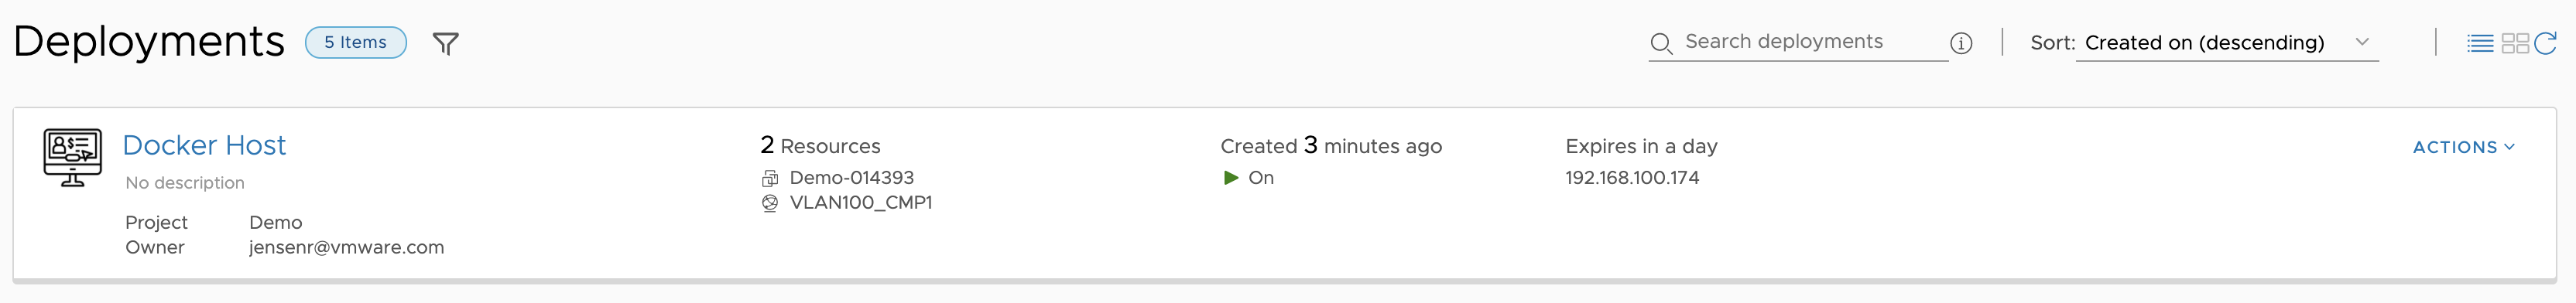 Deployments 5 Items Search deployments Sort: Created on (descending)
Docker Host 2 Resources Created 3 minutes ago Expires in a day ACTIONS
Demo-014393 On 192.168.100.174
No description
VLAN100_CMP1
Project Demo
Owner jensenr@vmware.com